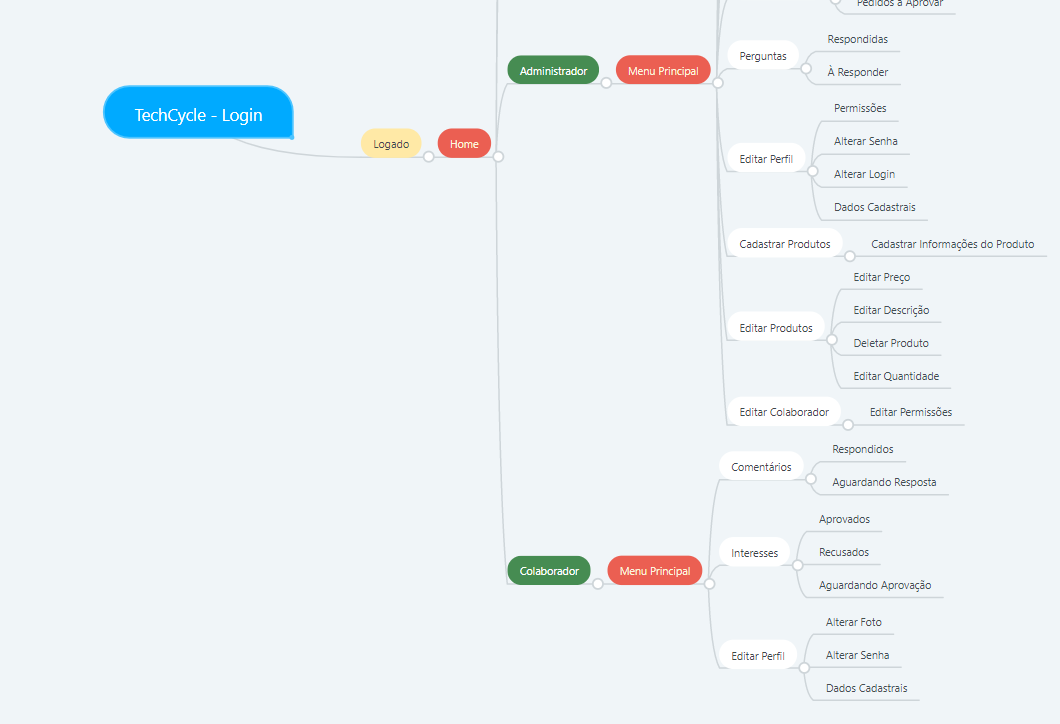 Pedidos a Aprovar
Respondidas
Perguntas
Administrador
Menu Principal
À Responder
Permissões
TechCycle - Login
Alterar Senha
Logado
Home
Editar Perfil
Alterar Login
Dados Cadastrais
Cadastrar Produtos
Cadastrar Informações do Produto
Editar Preço
Editar Descrição
Editar Produtos
Deletar Produto
Editar Quantidade
Editar Colaborador
Editar Permissões
Respondidos
Comentários
Aguardando Resposta
Aprovados
Interesses
Recusados
Colaborador
Menu Principal
Aguardando Aprovação
Alterar Foto
Editar Perfil
Alterar Senha
Dados Cadastrais